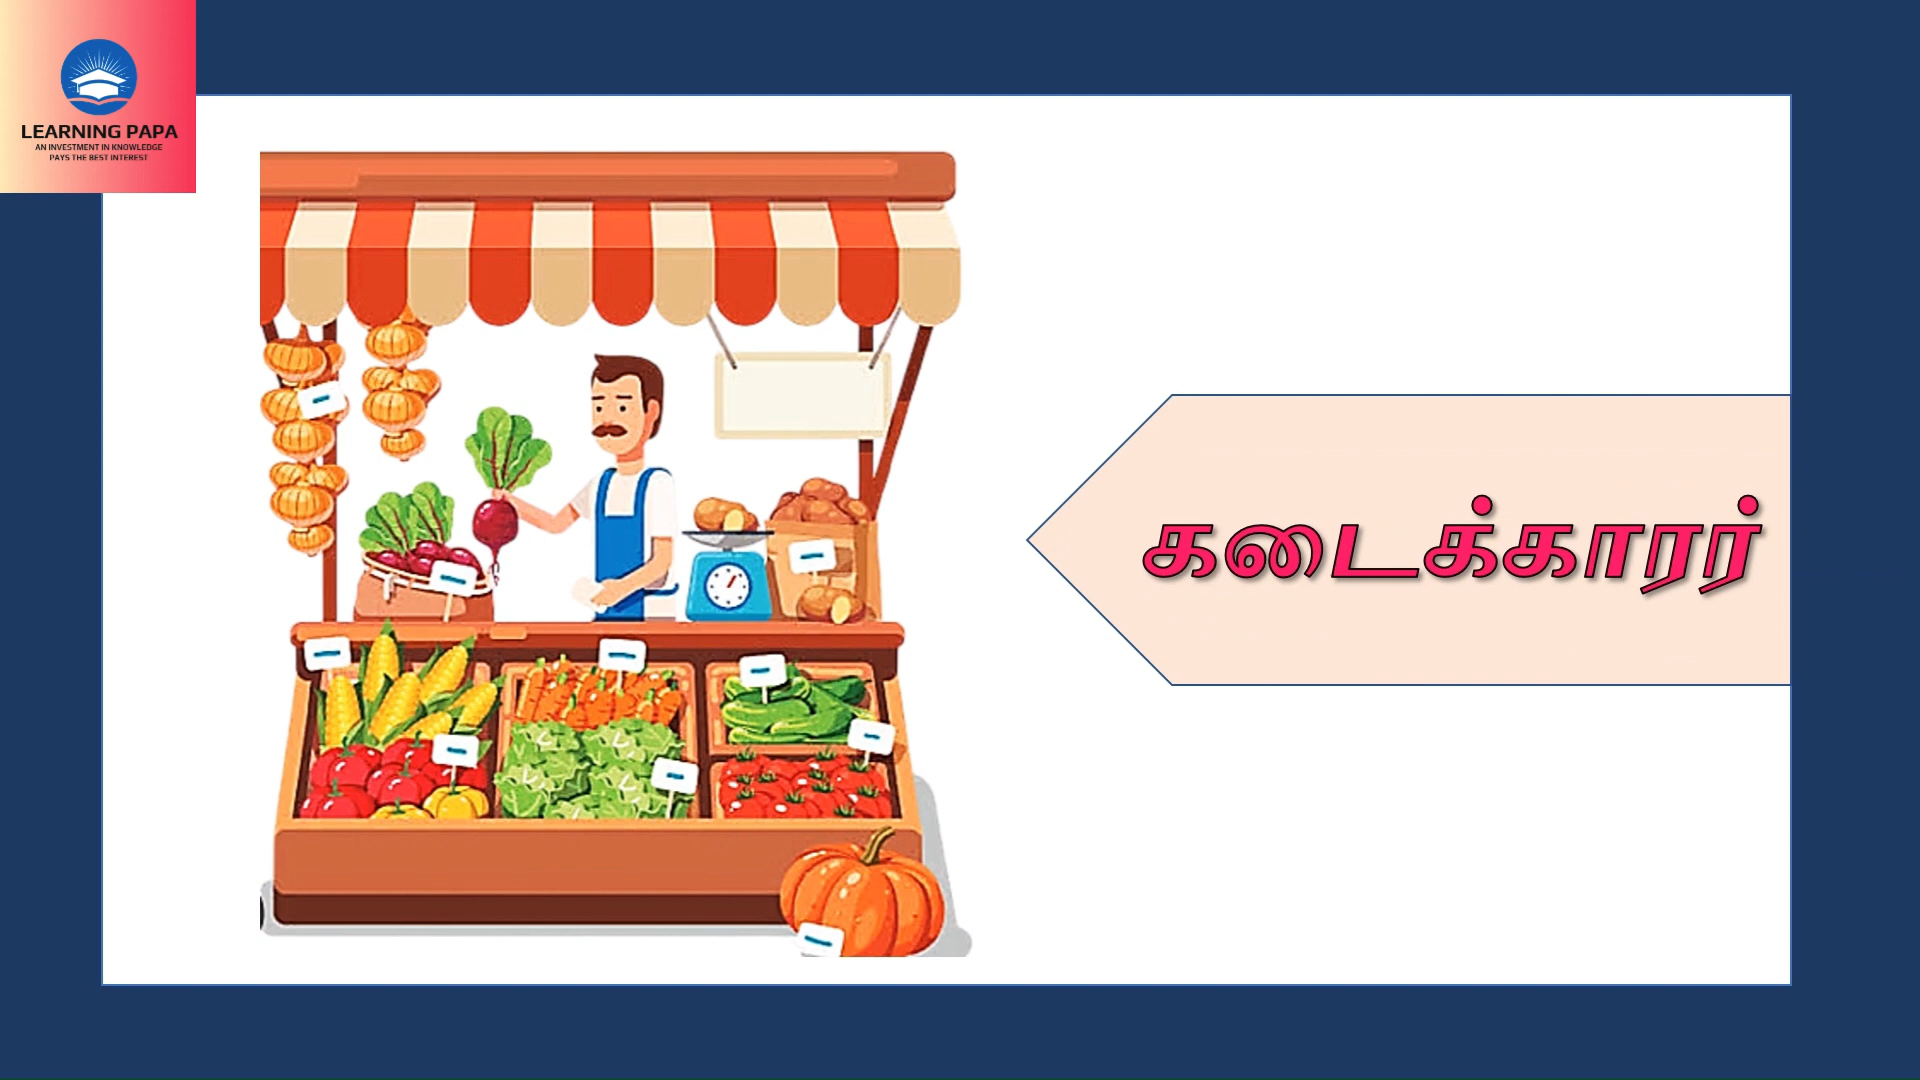 LEARNING PAPA
AN INVESTMENT IN KNOWLEDGE
PAYS THE BEST INTEREST
கடைக்காரர்